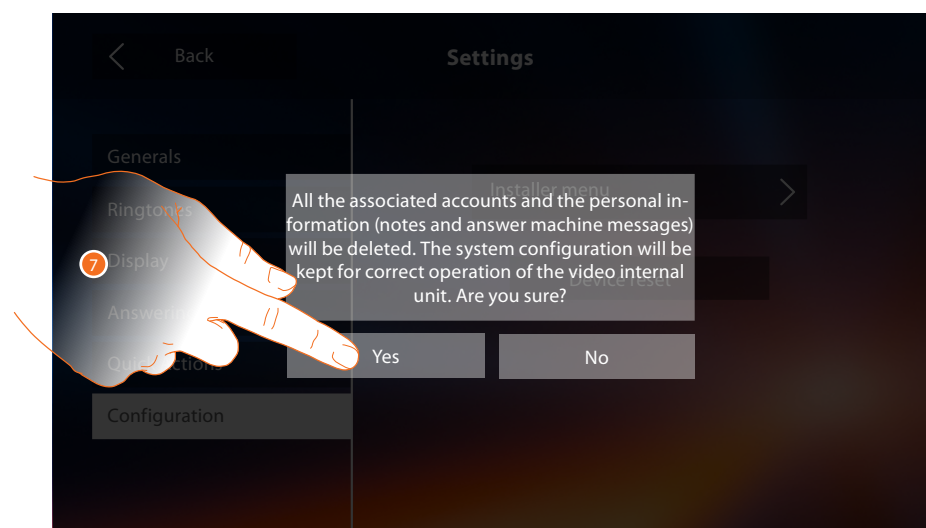 Back
Settings
Generals
Installer menu
Ringtones
All the associated accounts and the personal in-
formation (notes and answer machine messages)
will be deleted. The system configuration will be
kept for correct operation of the video internal
unit. Are you sure?
7
Display
Device reset
Yes
No
Configuration